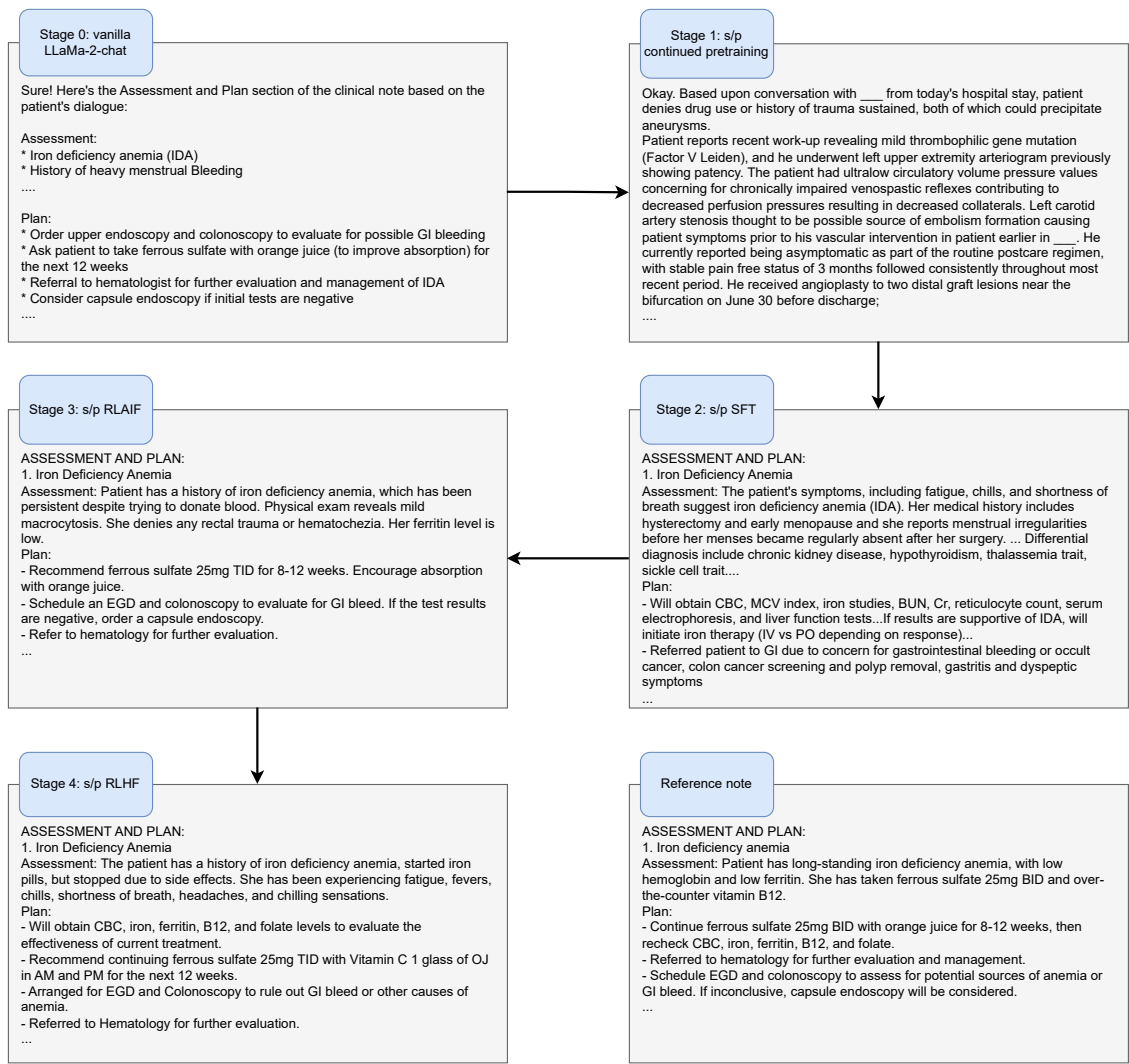 Stage 0: vanilla
LLaMa-2-chat
Sure! Here's the Assessment and Plan section of the clinical note based on the
patient's dialogue:
Assessment:
* Iron deficiency anemia (IDA)
* History of heavy menstrual Bleeding
....
Plan:
* Order upper endoscopy and colonoscopy to evaluate for possible GI bleeding
* Ask patient to take ferrous sulfate with orange juice (to improve absorption) for
the next 12 weeks
* Referral to hematologist for further evaluation and management of IDA
* Consider capsule endoscopy if initial tests are negative
....
Stage 1: s/p
continued pretraining
Okay. Based upon conversation with ___ from today's hospital stay, patient
denies drug use or history of trauma sustained, both of which could precipitate
aneurysms.
Patient reports recent work-up revealing mild thrombophilic gene mutation
(Factor V Leiden), and he underwent left upper extremity arteriogram previously
showing patency. The patient had ultralow circulatory volume pressure values
concerning for chronically impaired venospastic reflexes contributing to
decreased perfusion pressures resulting in decreased collaterals. Left carotid
artery stenosis thought to be possible source of embolism formation causing
patient symptoms prior to his vascular intervention in patient earlier in ___. He
currently reported being asymptomatic as part of the routine postcare regimen,
with stable pain free status of 3 months followed consistently throughout most
recent period. He received angioplasty to two distal graft lesions near the
bifurcation on June 30 before discharge;
....
Stage 2: s/p SFT
ASSESSMENT AND PLAN:
1. Iron Deficiency Anemia
Assessment: The patient's symptoms, including fatigue, chills, and shortness of
breath suggest iron deficiency anemia (IDA). Her medical history includes
hysterectomy and early menopause and she reports menstrual irregularities
before her menses became regularly absent after her surgery. ... Differential
diagnosis include chronic kidney disease, hypothyroidism, thalassemia trait,
sickle cell trait....
Plan:
- Will obtain CBC, MCV index, iron studies, BUN, Cr, reticulocyte count, serum
electrophoresis, and liver function tests...If results are supportive of IDA, will
initiate iron therapy (IV vs PO depending on response)...
- Referred patient to GI due to concern for gastrointestinal bleeding or occult
cancer, colon cancer screening and polyp removal, gastritis and dyspeptic
symptoms
...
Stage 3: s/p RLAIF
ASSESSMENT AND PLAN:
1. Iron Deficiency Anemia
Assessment: Patient has a history of iron deficiency anemia, which has been
persistent despite trying to donate blood. Physical exam reveals mild
macrocytosis. She denies any rectal trauma or hematochezia. Her ferritin level is
low.
Plan:
- Recommend ferrous sulfate 25mg TID for 8-12 weeks. Encourage absorption
with orange juice.
- Schedule an EGD and colonoscopy to evaluate for GI bleed. If the test results
are negative, order a capsule endoscopy.
- Refer to hematology for further evaluation.
...
Stage 4: s/p RLHF
ASSESSMENT AND PLAN:
1. Iron Deficiency Anemia
Assessment: The patient has a history of iron deficiency anemia, started iron
pills, but stopped due to side effects. She has been experiencing fatigue, fevers,
chills, shortness of breath, headaches, and chilling sensations.
Plan:
- Will obtain CBC, iron, ferritin, B12, and folate levels to evaluate the
effectiveness of current treatment.
- Recommend continuing ferrous sulfate 25mg TID with Vitamin C 1 glass of OJ
in AM and PM for the next 12 weeks.
- Arranged for EGD and Colonoscopy to rule out GI bleed or other causes of
anemia.
- Referred to Hematology for further evaluation.
...
Reference note
ASSESSMENT AND PLAN:
1. Iron deficiency anemia
Assessment: Patient has long-standing iron deficiency anemia, with low
hemoglobin and low ferritin. She has taken ferrous sulfate 25mg BID and over-
the-counter vitamin B12.
Plan:
- Continue ferrous sulfate 25mg BID with orange juice for 8-12 weeks, then
recheck CBC, iron, ferritin, B12, and folate.
- Referred to hematology for further evaluation and management.
- Schedule EGD and colonoscopy to assess for potential sources of anemia or
GI bleed. If inconclusive, capsule endoscopy will be considered.
...